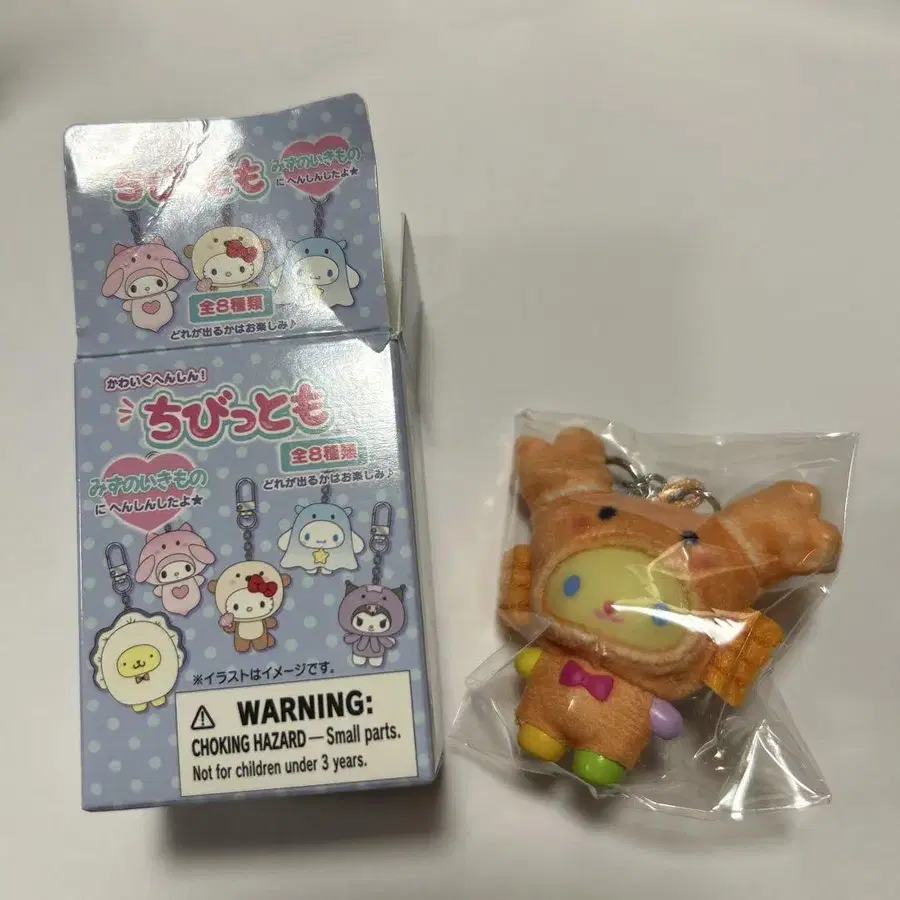 ちびっとも
みずのいきもの
に へんしんしたよ★
全8種類
どれが出るかはお楽しみ♪
かわいくへんしん！
ちびっとも
全8種類
どれが出るかはお楽しみ♪
みずのいきもの
に へんしんしたよ★
※イラストはイメージです。
WARNING:
CHOKING HAZARD — Small parts.
Not for children under 3 years.